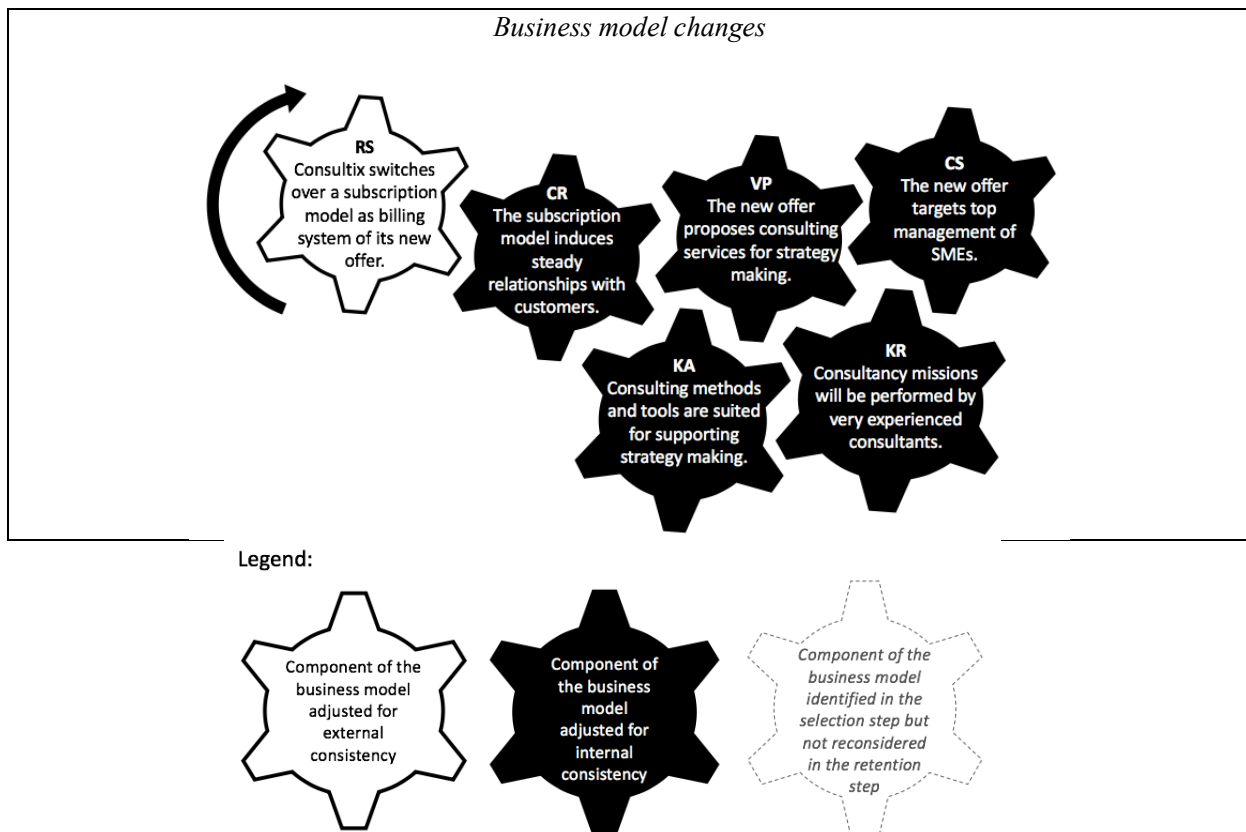 Business model changes
RS
Consultix switches
over a subscription
model as billing
system of its new
offer.
CR
The subscription
model induces
steady
relationships with
customers.
VP
The new offer
proposes consulting
services for strategy
making.
CS
The new offer
targets top
management of
SMEs.
KA
Consulting methods
and tools are suited
for supporting
strategy making.
KR
Consultancy missions
will be performed by
very experienced
consultants.
Legend:
Component of the
business model
adjusted for
external
consistency
Component of
the business
model
adjusted for
internal
consistency
Component of the
business model
identified in the
selection step but
not reconsidered
in the retention
step